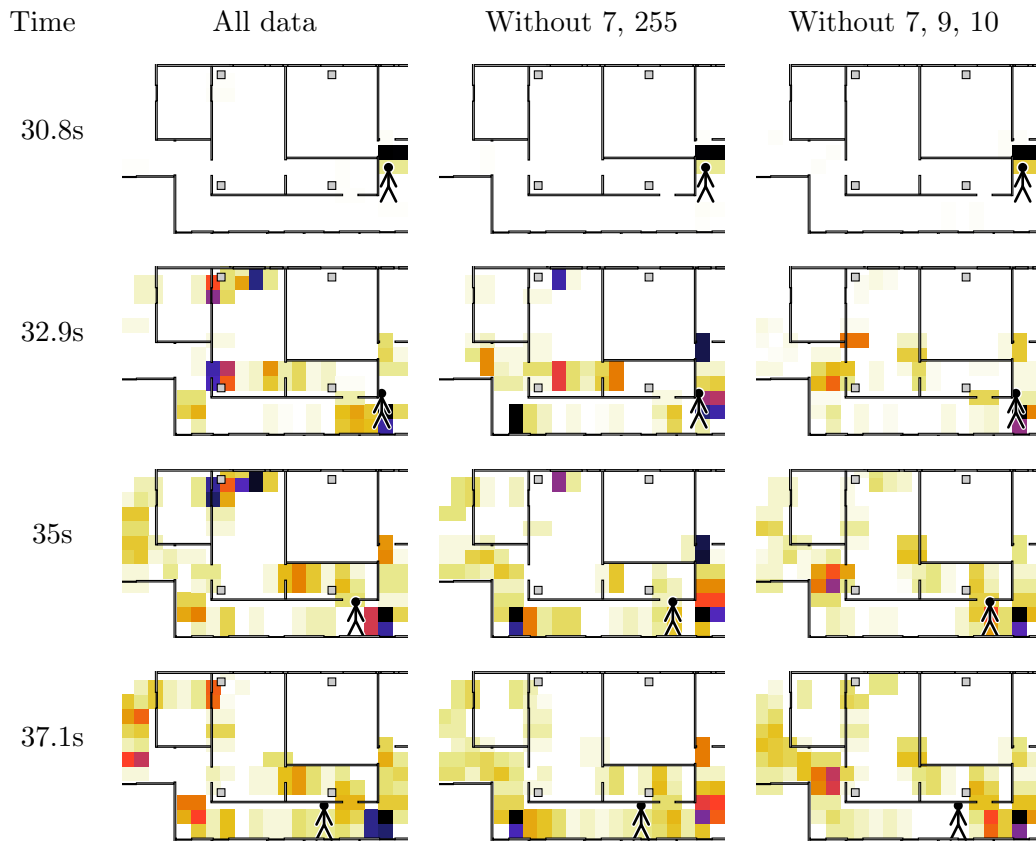 Time All data Without 7, 255 Without 7, 9, 10
30.8s
32.9s
35s
37.1s